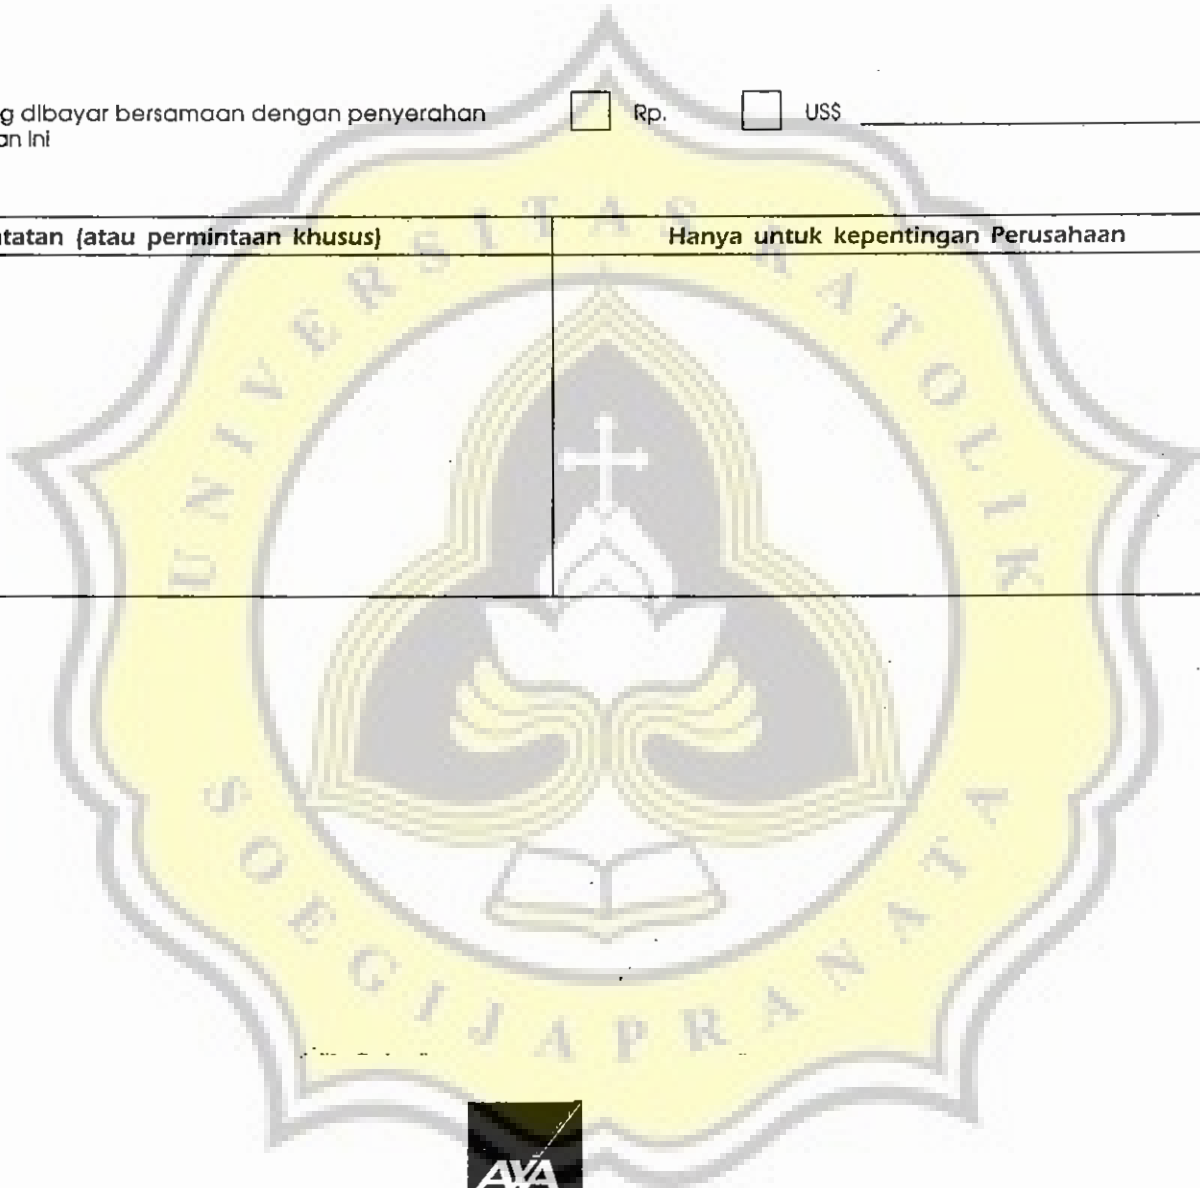 g dibayar bersamaan dengan penyerahan Rp. US$
an ini
tatan (atau permintaan khusus) Hanya untuk kepentingan Perusahaan
UNIVERSITAS KATOLIK
SOEGIJAPRANATA
AXA